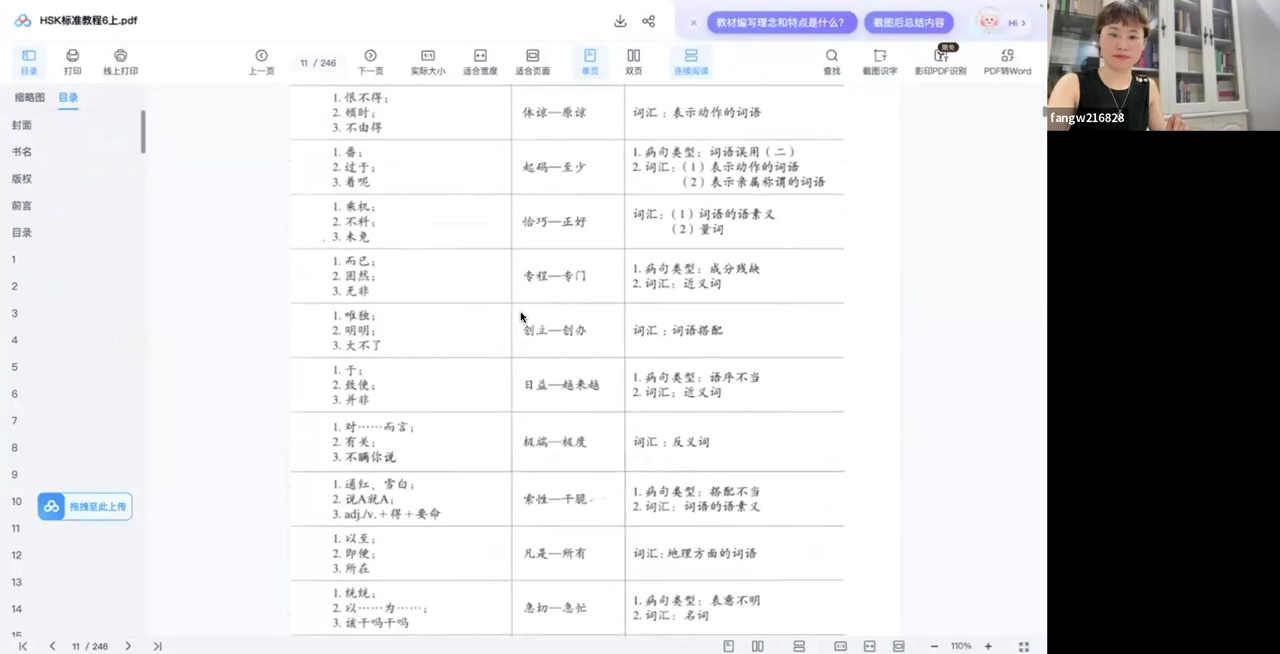 HSK标准教程6上.pdf
× 教材编写理念和特点是什么? 截图后总结内容 Hi >
目录 打印 线上打印 上一页 11 / 246 下一页 实际大小 适合宽度 适合页面 单页 双页 连续阅读 查找 截图识字 影印PDF识别 限免 PDF转Word
缩略图 目录
封面
书名
版权
前言
目录
1
2
3
4
5
6
7
8
9
10
11
12
13
14
15
拖拽至此上传
1. 恨不得;
2. 顿时;
3. 不由得
体谅—原谅
词汇:表示动作的词语
1. 番;
2. 过于;
3. 着呢
起码—至少
1. 病句类型:词语误用(二)
2. 词汇:(1)表示动作的词语
(2)表示亲属称谓的词语
1. 乘机;
2. 不料;
3. 未免
恰巧—正好
词汇:(1)词语的语素义
(2)量词
1. 而已;
2. 固然;
3. 无非
专程—专门
1. 病句类型:成分残缺
2. 词汇:近义词
1. 唯独;
2. 明明;
3. 大不了
创立—创办
词汇:词语搭配
1. 于;
2. 致使;
3. 并非
日益—越来越
1. 病句类型:语序不当
2. 词汇:近义词
1. 对……而言;
2. 有关;
3. 不瞒你说
极端—极度
词汇:反义词
1. 通红、雪白;
2. 说A就A;
3. adj./v.+得+要命
索性—干脆
1. 病句类型:搭配不当
2. 词汇:词语的语素义
1. 以至;
2. 即便;
3. 所在
凡是—所有
词汇:地理方面的词语
1. 统统;
2. 以……为……;
3. 该干吗干吗
急切—急忙
1. 病句类型:表意不明
2. 词汇:名词
11 / 246
110%
fangw216828